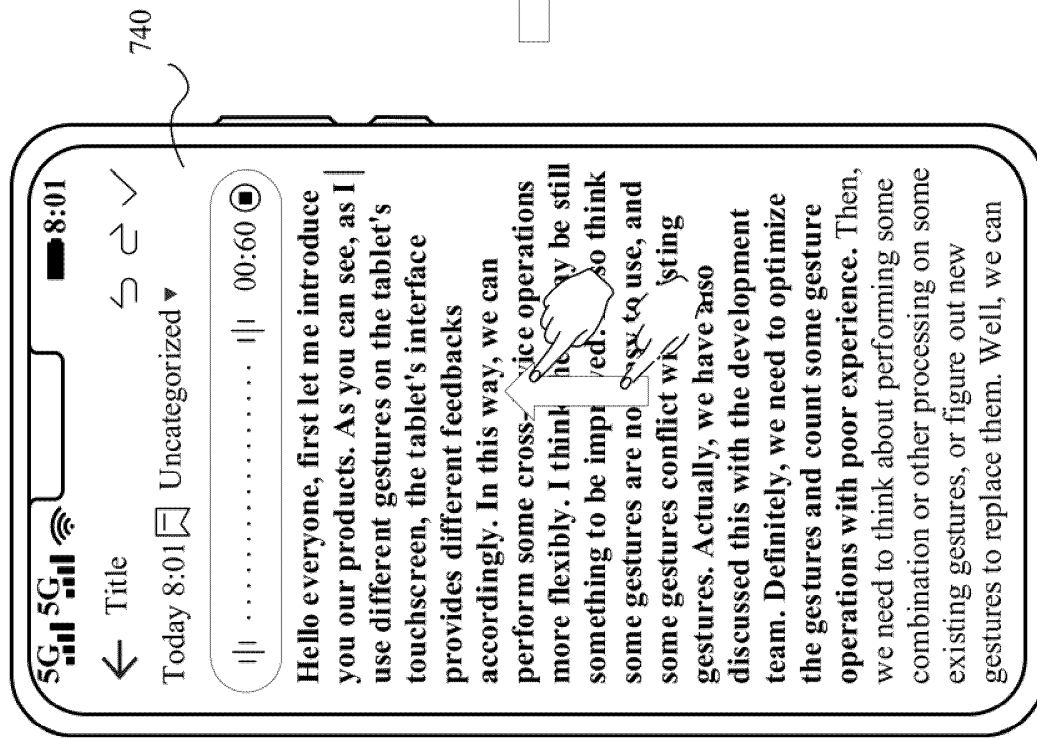 740
5G 5G 8:01
Title
Today 8:01 Uncategorized
00:60
Hello everyone, first let me introduce
you our products. As you can see, as I
use different gestures on the tablet's
touchscreen, the tablet's interface
provides different feedbacks
accordingly. In this way, we can
perform some cross- operations
more flexibly. I think be still
something to be think
some gestures are use, and
some gestures conflict
gestures. Actually, we have also
discussed this with the development
team. Definitely, we need to optimize
the gestures and count some gesture
operations with poor experience. Then,
we need to think about performing some
combination or other processing on some
existing gestures, or figure out new
gestures to replace them. Well, we can